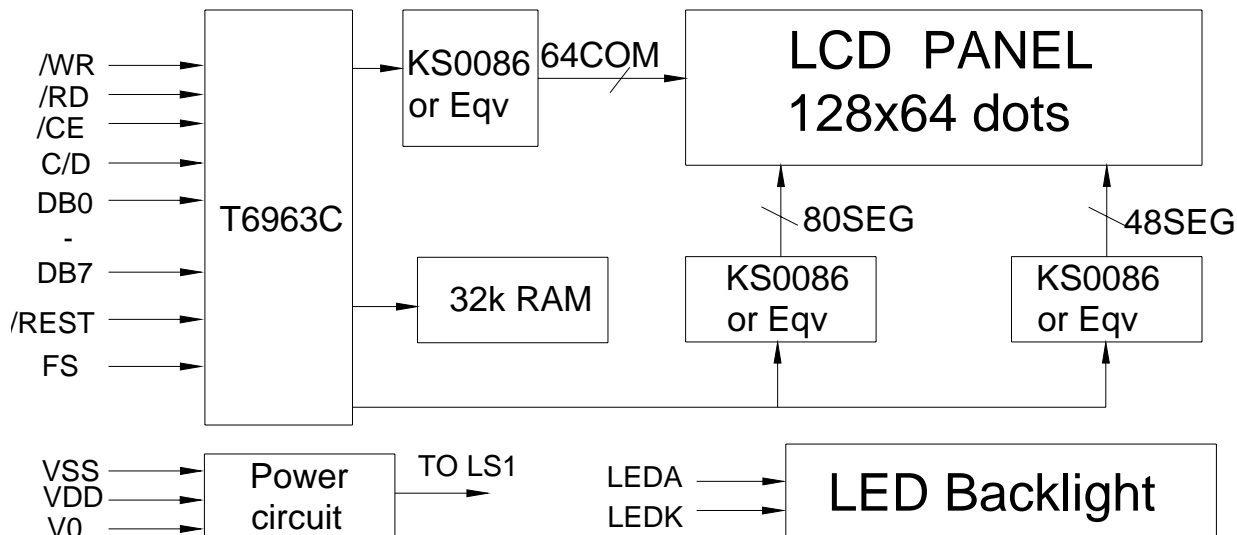 /WR
/RD
/CE
C/D
DB0
-
DB7
/REST
FS
T6963C
KS0086
or Eqv
64COM
LCD PANEL
128x64 dots
80SEG
48SEG
32k RAM
KS0086
or Eqv
KS0086
or Eqv
VSS
VDD
V0
Power
circuit
TO LS1
LEDA
LEDK
LED Backlight